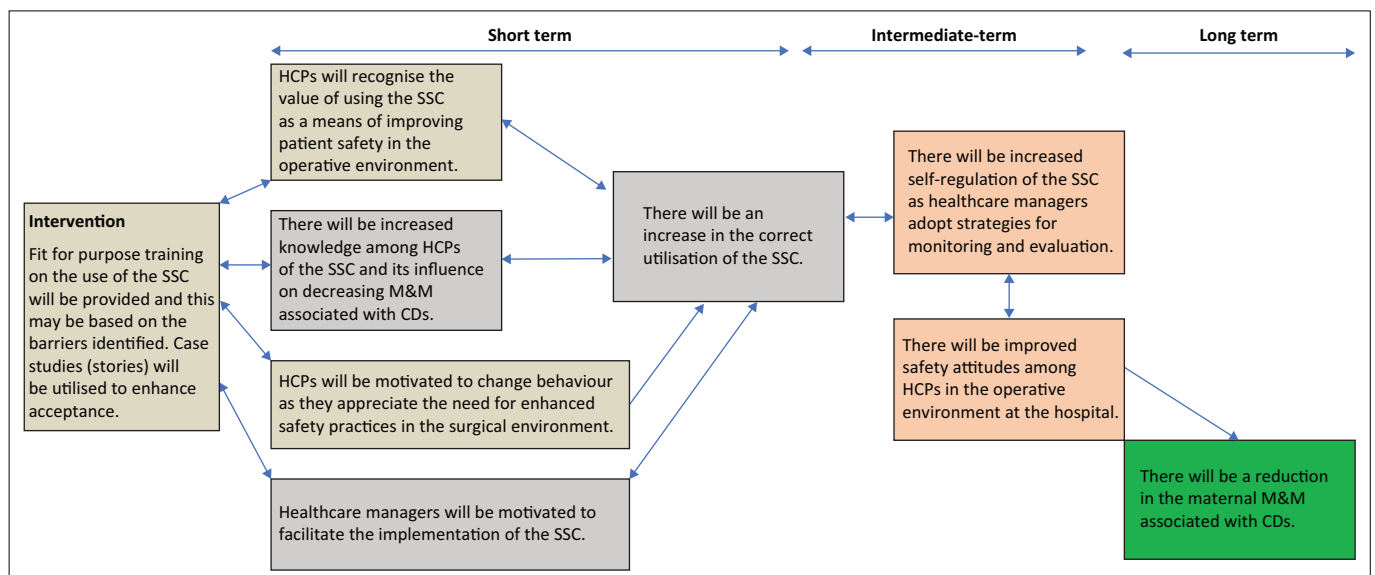 Short term
Intermediate-term
Long term
HCPs will recognise the
value of using the SSC
as a means of improving
patient safety in the
operative environment.
Intervention
Fit for purpose training
on the use of the SSC
will be provided and this
may be based on the
barriers identified. Case
studies (stories) will
be utilised to enhance
acceptance.
There will be increased
knowledge among HCPs
of the SSC and its influence
on decreasing M&M
associated with CDs.
HCPs will be motivated to change behaviour
as they appreciate the need for enhanced
safety practices in the surgical environment.
Healthcare managers will be motivated to
facilitate the implementation of the SSC.
There will be an
increase in the correct
utilisation of the SSC.
There will be increased
self-regulation of the SSC
as healthcare managers
adopt strategies for
monitoring and evaluation.
There will be improved
safety attitudes among
HCPs in the operative
environment at the hospital.
There will be a reduction
in the maternal M&M
associated with CDs.